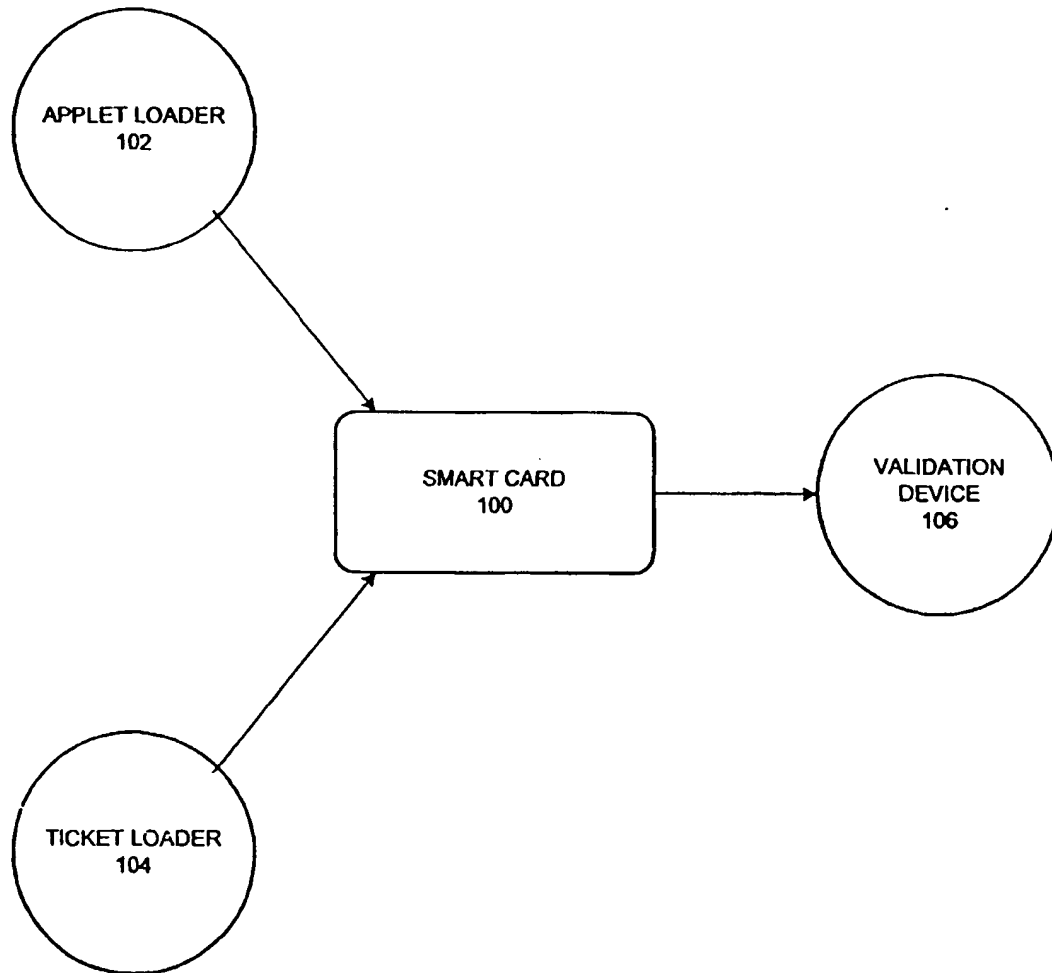 APPLET LOADER
102
SMART CARD
100
VALIDATION
DEVICE
106
TICKET LOADER
104